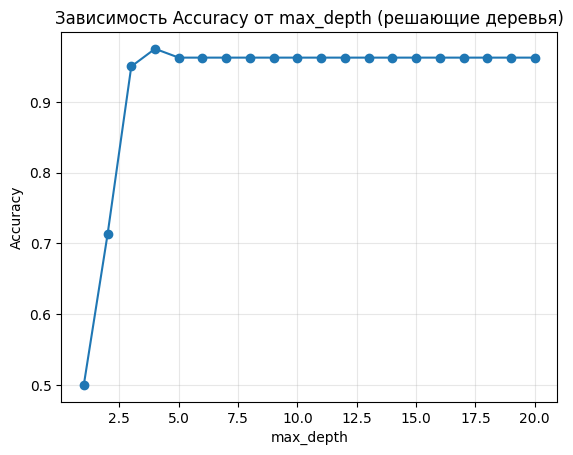 Зависимость Accuracy от max_depth (решающие деревья)
0.9
0.8
0.7
0.6
0.5
Accuracy
2.5 5.0 7.5 10.0 12.5 15.0 17.5 20.0
max_depth